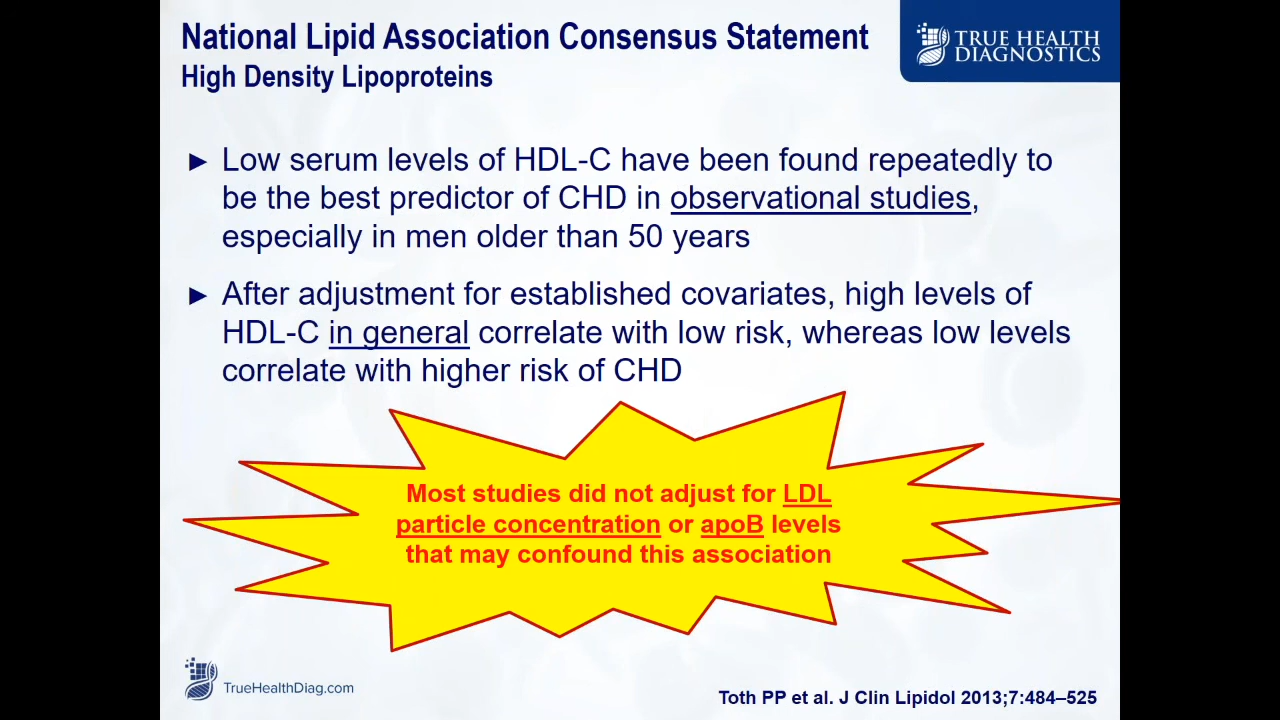 National Lipid Association Consensus Statement
High Density Lipoproteins
TRUE HEALTH
DIAGNOSTICS
► Low serum levels of HDL-C have been found repeatedly to
be the best predictor of CHD in observational studies,
especially in men older than 50 years
► After adjustment for established covariates, high levels of
HDL-C in general correlate with low risk, whereas low levels
correlate with higher risk of CHD
Most studies did not adjust for LDL
particle concentration or apoB levels
that may confound this association
TrueHealthDiag.com
Toth PP et al. J Clin Lipidol 2013;7:484–525